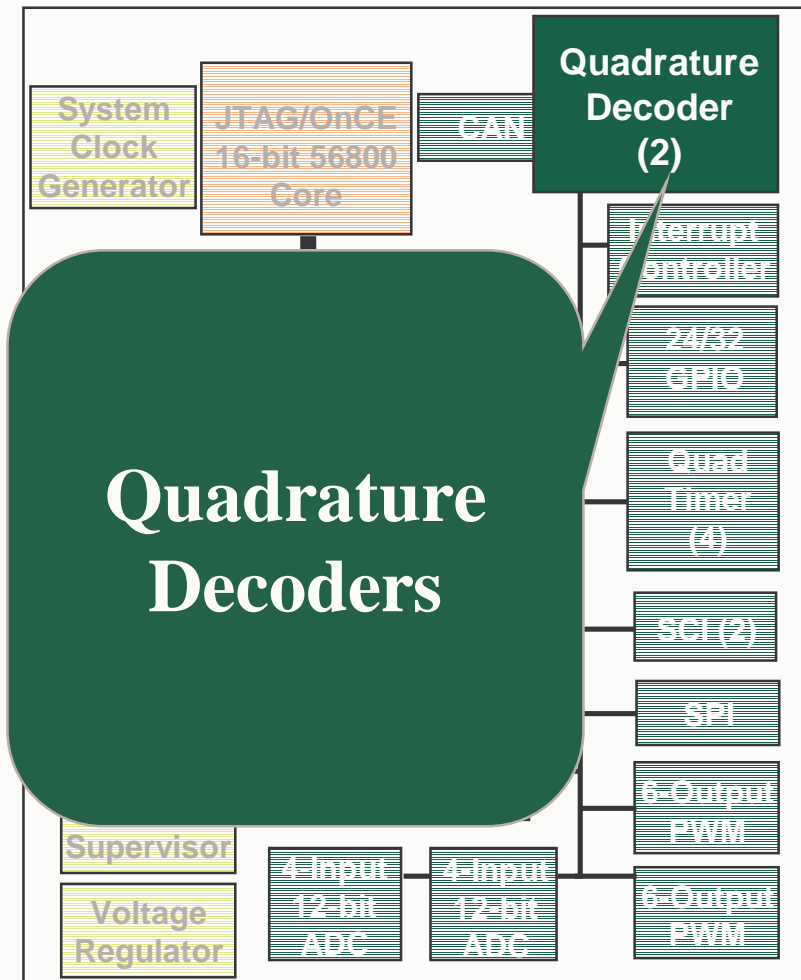 System
Clock
Generator
JTAG/OnCE
16-bit 56800
Core
CAN
Quadrature
Decoder
(2)
Interrupt
Controller
24/32
GPIO
Quadrature
Decoders
Quad
Timer
(4)
SCI (2)
SPI
6-Output
PWM
Supervisor
4-Input
12-bit
ADC
4-Input
12-bit
ADC
6-Output
PWM
Voltage
Regulator